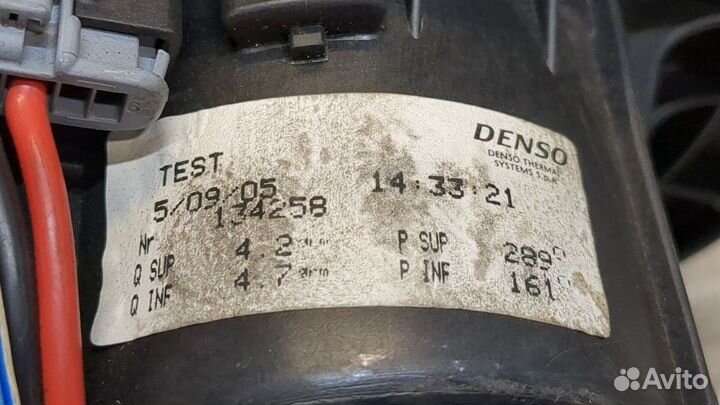 DENSO
DENSO THERMAL
SYSTEMS S.p.A.
TEST
5/09/05 14:33:21
Nr 134258
Q SUP 4.2 P SUP 289
Q INF 4.7 P INF 161
Avito